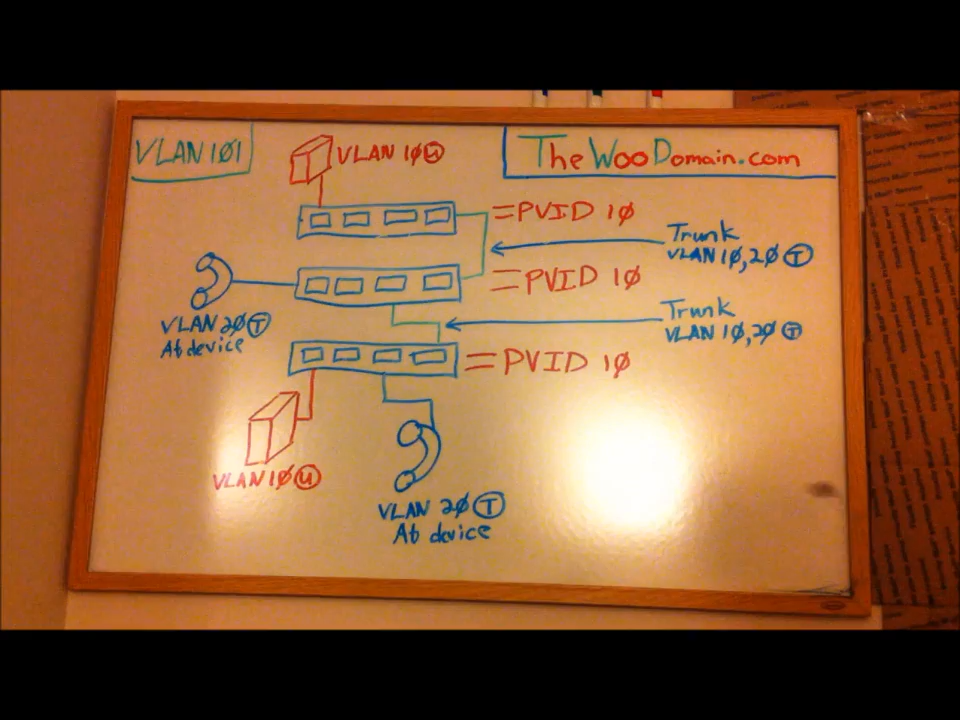 VLAN 101
VLAN 10 U
TheWooDomain.com
=PVID 10
Trunk
VLAN 10,20 T
=PVID 10
VLAN 20 T
At device
Trunk
VLAN 10,20 T
=PVID 10
VLAN 10 U
VLAN 20 T
At device